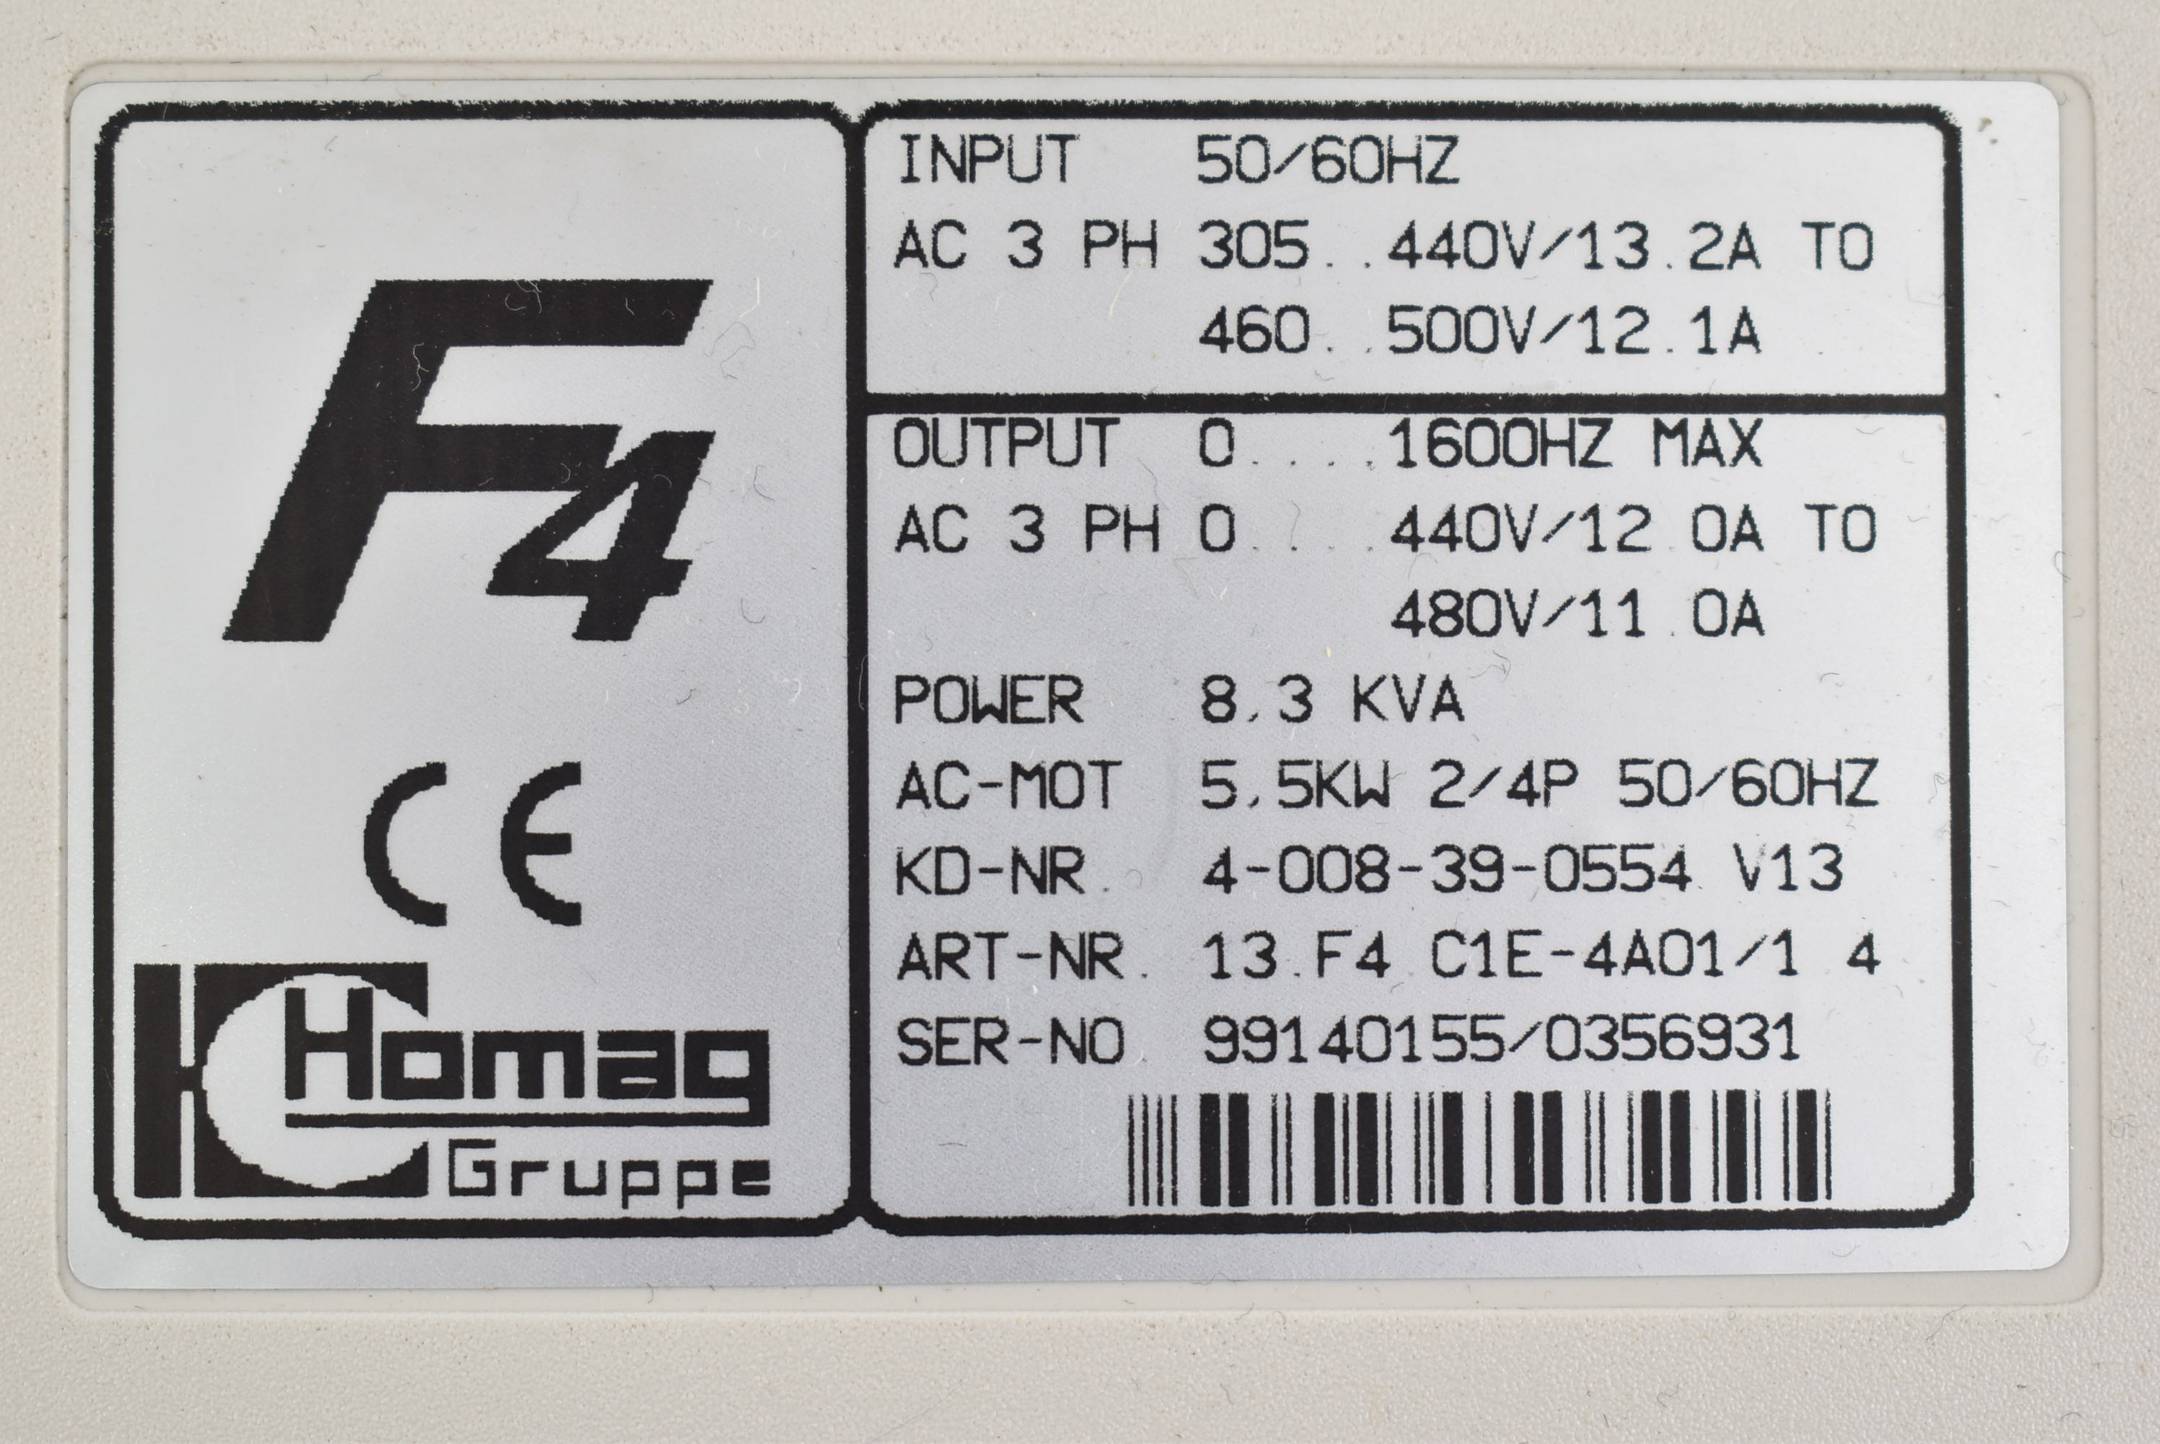 F4
CE
Homag
Gruppe
INPUT 50/60HZ
AC 3 PH 305..440V/13.2A TO
460..500V/12.1A
OUTPUT 0....1600HZ MAX
AC 3 PH 0....440V/12.0A TO
480V/11.0A
POWER 8,3 KVA
AC-MOT 5,5KW 2/4P 50/60HZ
KD-NR. 4-008-39-0554 V13
ART-NR. 13.F4.C1E-4A01/1.4
SER-NO. 99140155/0356931